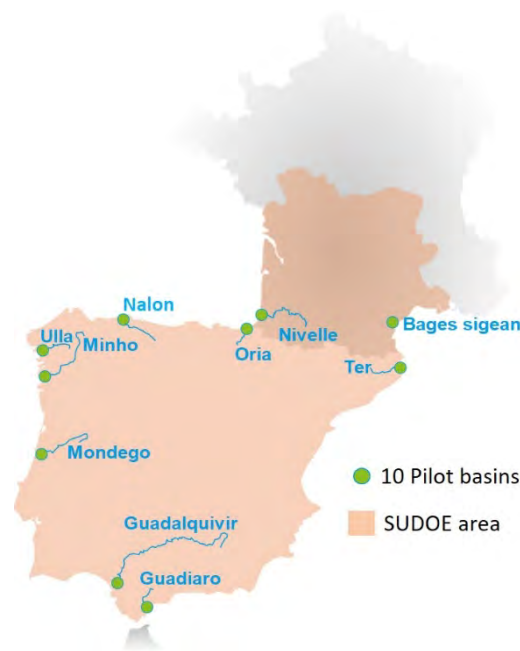 Nalon
Ulla
Minho
Oria
Nivelle
Bages sigean
Ter
Mondego
10 Pilot basins
SUDOE area
Guadalquivir
Guadiaro